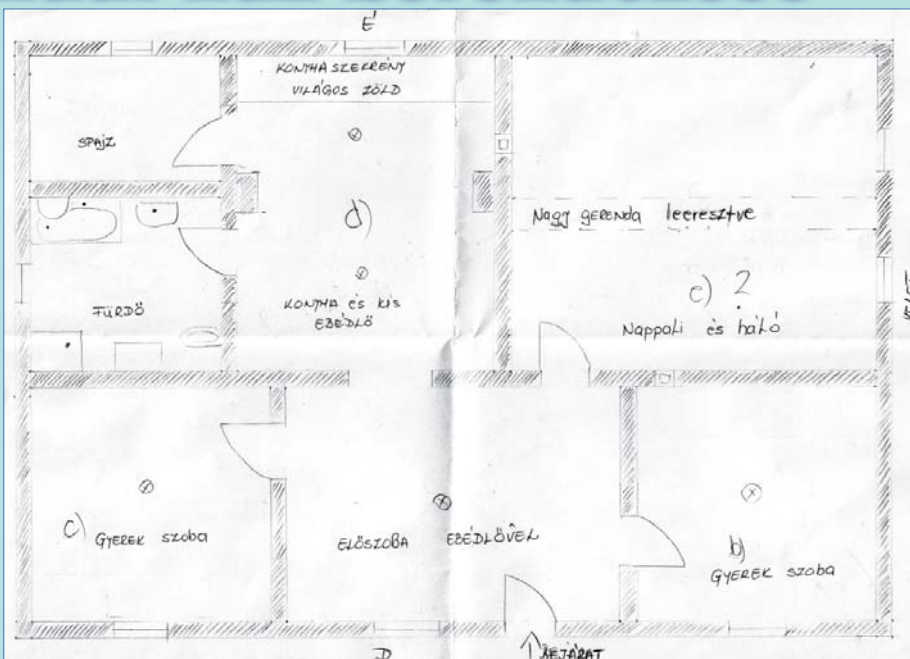 É
KONYHA SZEKRÉNY
VILÁGOS ZÖLD
SPAJZ
d)
Nagy GERENDA leeresztve
e) ?
Nappali és háló
FÜRDŐ
KONYHA és kis
EBÉDLŐ
c)
GYEREK szoba
ELŐSZOBA EBÉDLŐVEL
b)
GYEREK szoba
D
BEJÁRAT